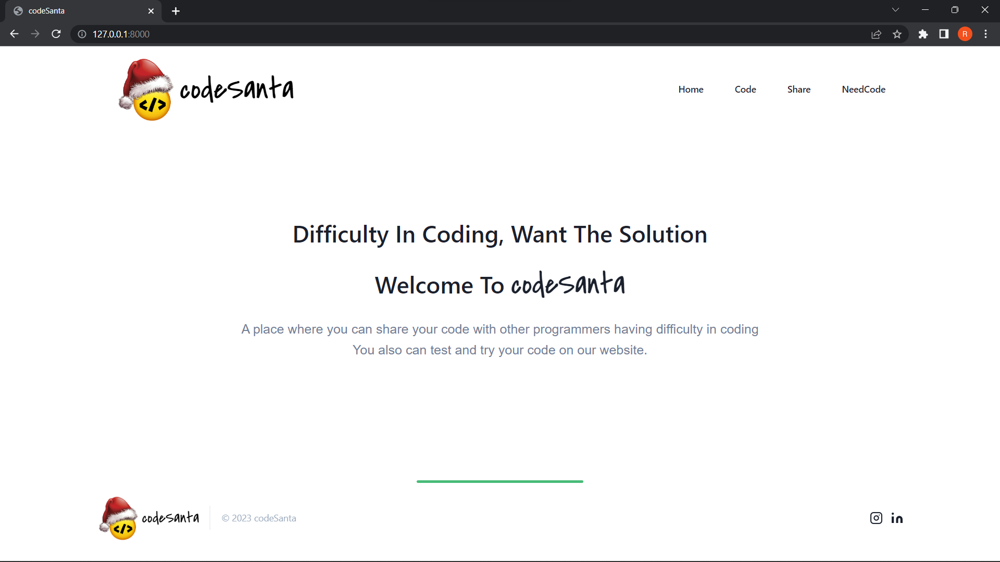 codeSanta
127.0.0.1:8000
R
</> codeSanta
Home Code Share NeedCode
Difficulty In Coding, Want The Solution
Welcome To codeSanta
A place where you can share your code with other programmers having difficulty in coding
You also can test and try your code on our website.
</> codeSanta © 2023 codeSanta
in